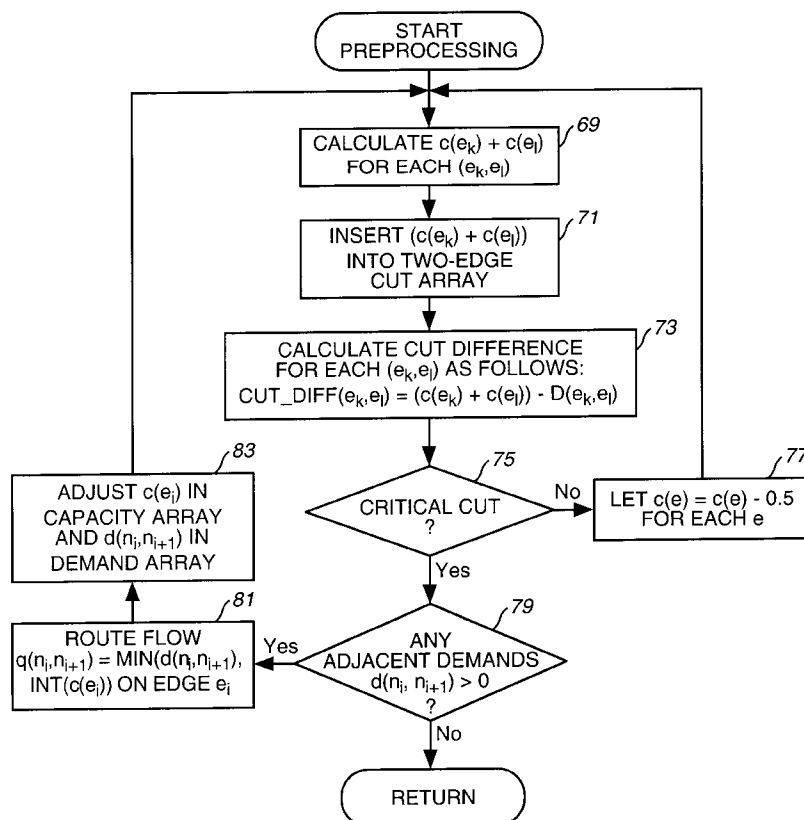 START
PREPROCESSING
69
CALCULATE c(eₖ) + c(eₗ)
FOR EACH (eₖ,eₗ)
71
INSERT (c(eₖ) + c(eₗ))
INTO TWO-EDGE
CUT ARRAY
73
CALCULATE CUT DIFFERENCE
FOR EACH (eₖ,eₗ) AS FOLLOWS:
CUT_DIFF(eₖ,eₗ) = (c(eₖ) + c(eₗ)) - D(eₖ,eₗ)
75
CRITICAL CUT
?
No
Yes
77
LET c(e) = c(e) - 0.5
FOR EACH e
79
ANY
ADJACENT DEMANDS
d(nᵢ, nᵢ₊₁) > 0
?
Yes
No
81
ROUTE FLOW
q(nᵢ,nᵢ₊₁) = MIN(d(nᵢ,nᵢ₊₁),
INT(c(eᵢ)) ON EDGE eᵢ
83
ADJUST c(eᵢ) IN
CAPACITY ARRAY
AND d(nᵢ,nᵢ₊₁) IN
DEMAND ARRAY
RETURN